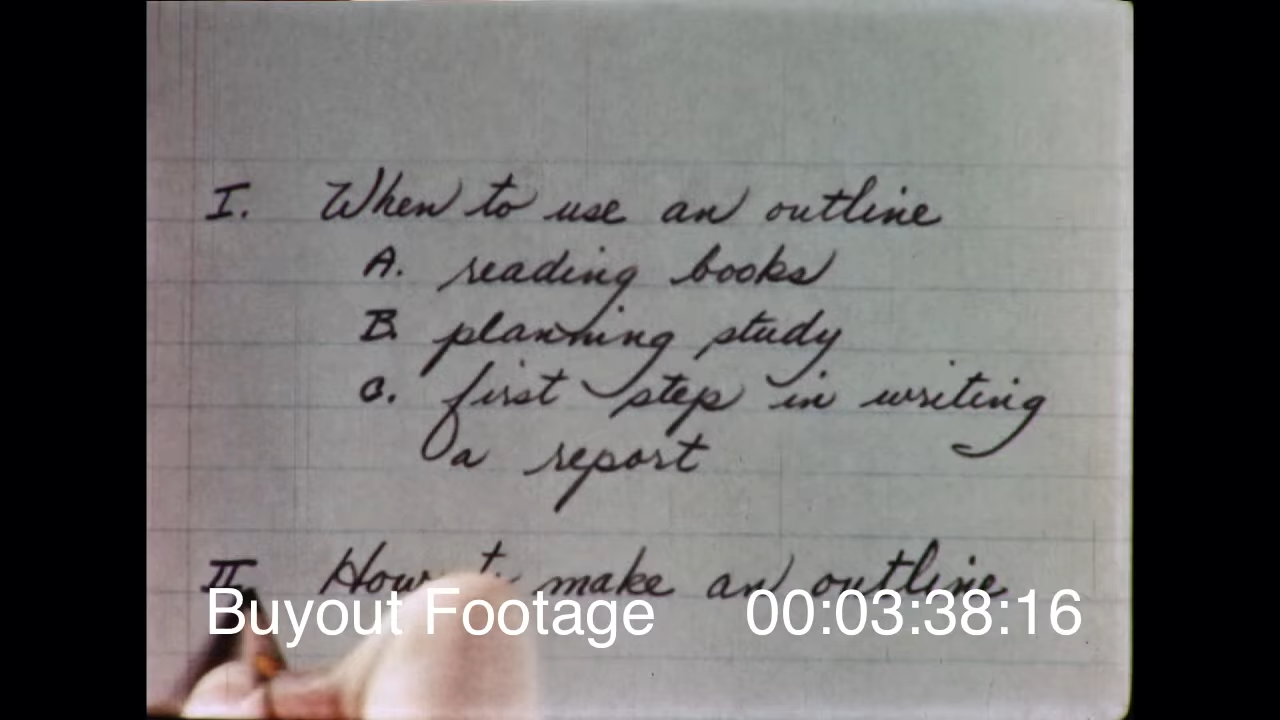 I. When to use an outline
A. reading books
B. planning study
C. first step in writing
a report
II. How to make an outline
Buyout Footage 00:03:38:16